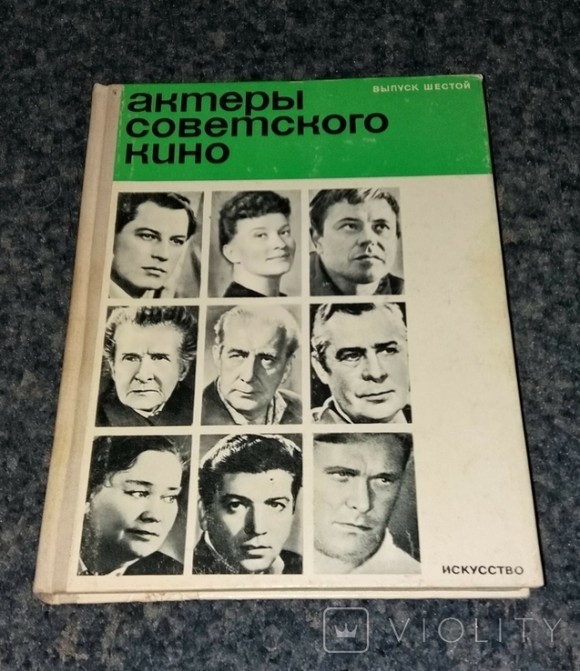 ВЫПУСК ШЕСТОЙ
актеры
советского
кино
ИСКУССТВО
VIOLITY